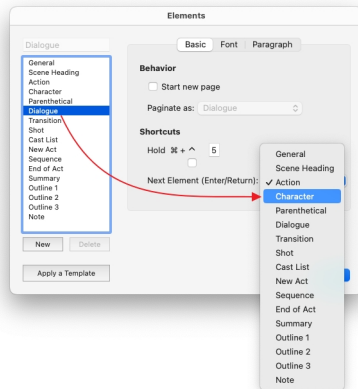 Elements
Dialogue
Basic Font Paragraph
General
Scene Heading
Action
Character
Parenthetical
Dialogue
Transition
Shot
Cast List
New Act
Sequence
End of Act
Summary
Outline 1
Outline 2
Outline 3
Note
New Delete
Apply a Template
Behavior
Start new page
Paginate as: Dialogue
Shortcuts
Hold ⌘ + ^ 5
Next Element (Enter/Return):
General
Scene Heading
✓ Action
Character
Parenthetical
Dialogue
Transition
Shot
Cast List
New Act
Sequence
End of Act
Summary
Outline 1
Outline 2
Outline 3
Note